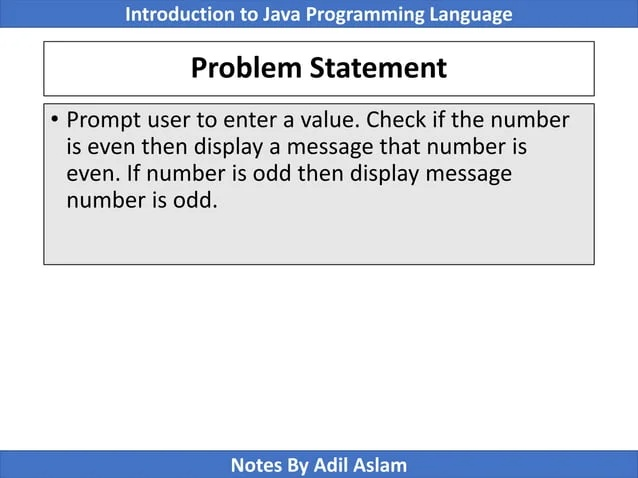 Introduction to Java Programming Language
Problem Statement
• Prompt user to enter a value. Check if the number
is even then display a message that number is
even. If number is odd then display message
number is odd.
Notes By Adil Aslam